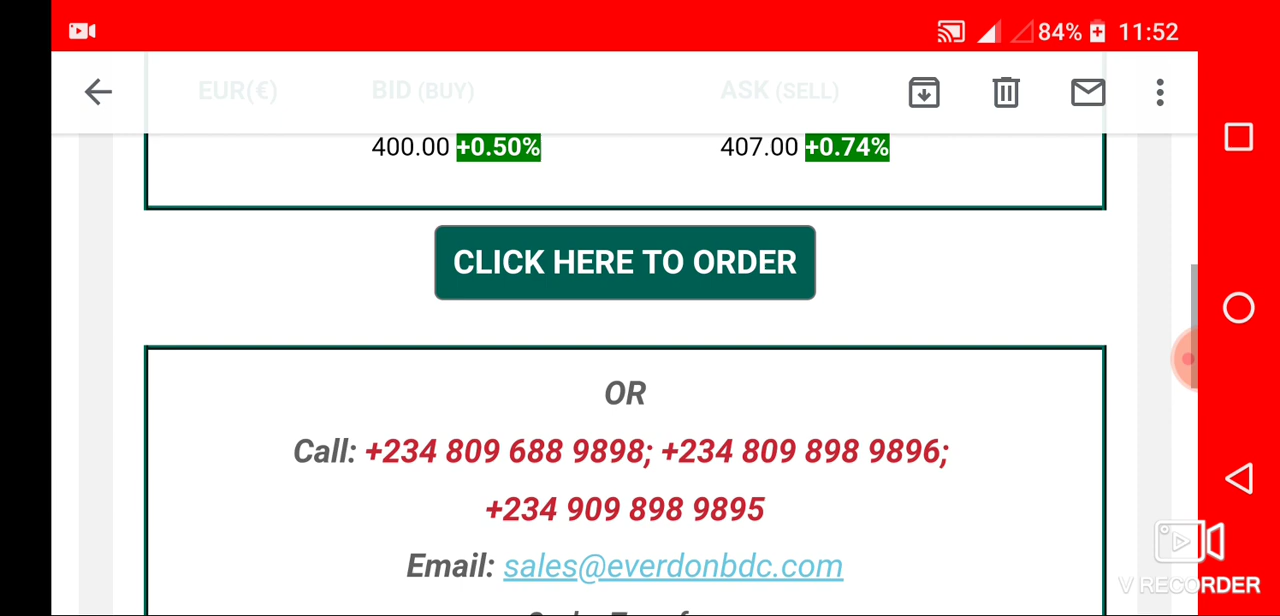 84% 11:52
EUR(€) BID (BUY) ASK (SELL)
400.00 +0.50% 407.00 +0.74%
CLICK HERE TO ORDER
OR
Call: +234 809 688 9898; +234 809 898 9896;
+234 909 898 9895
Email: sales@everdonbdc.com
V RECORDER